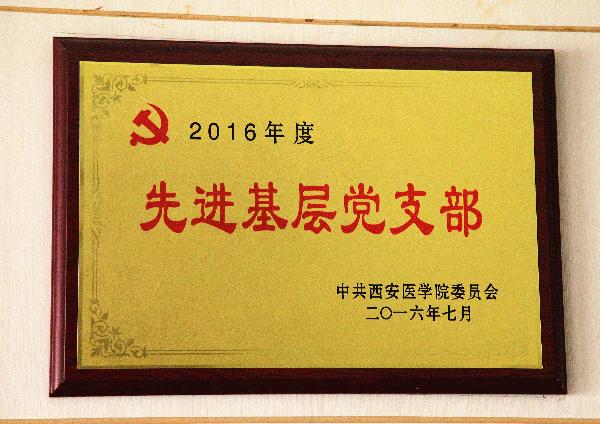 2016年度
先进基层党支部
中共西安医学院委员会
二〇一六年七月